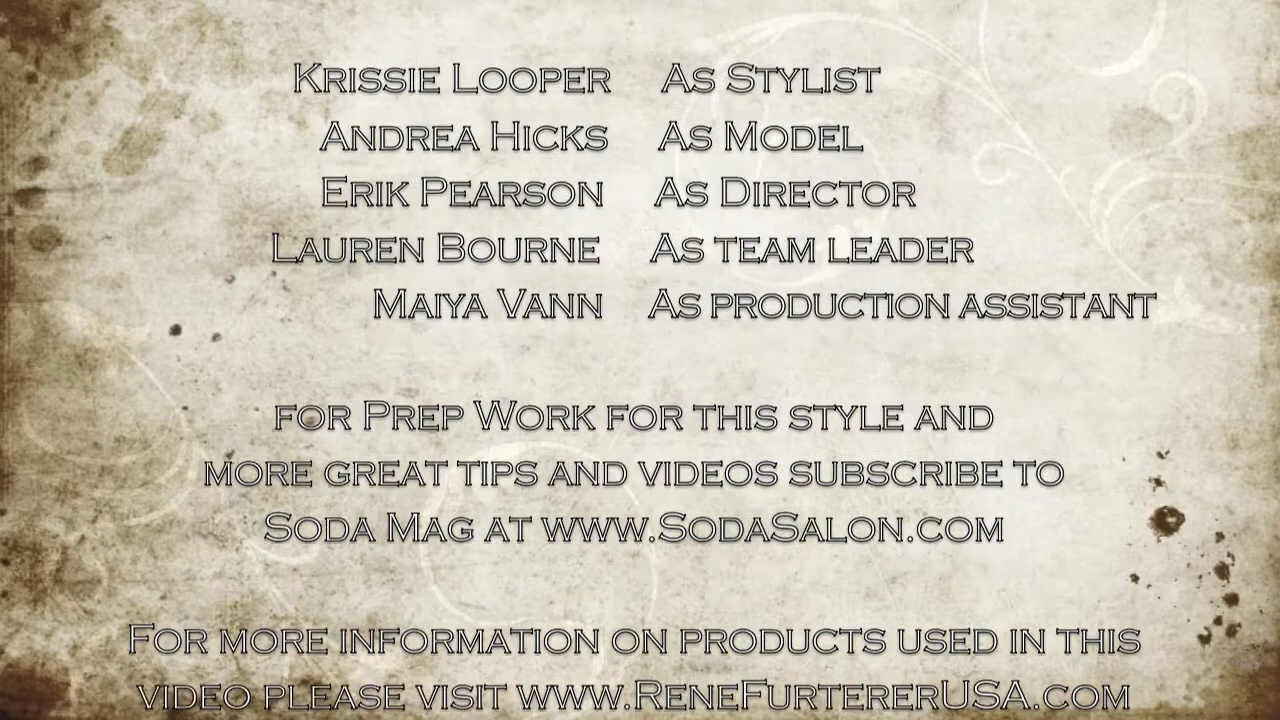 Krissie Looper As Stylist
Andrea Hicks As Model
Erik Pearson As Director
Lauren Bourne As team leader
Maiya Vann As production assistant
for Prep Work for this style and
more great tips and videos subscribe to
Soda Mag at www.SodaSalon.com
For more information on products used in this
video please visit www.ReneFurtererUSA.com